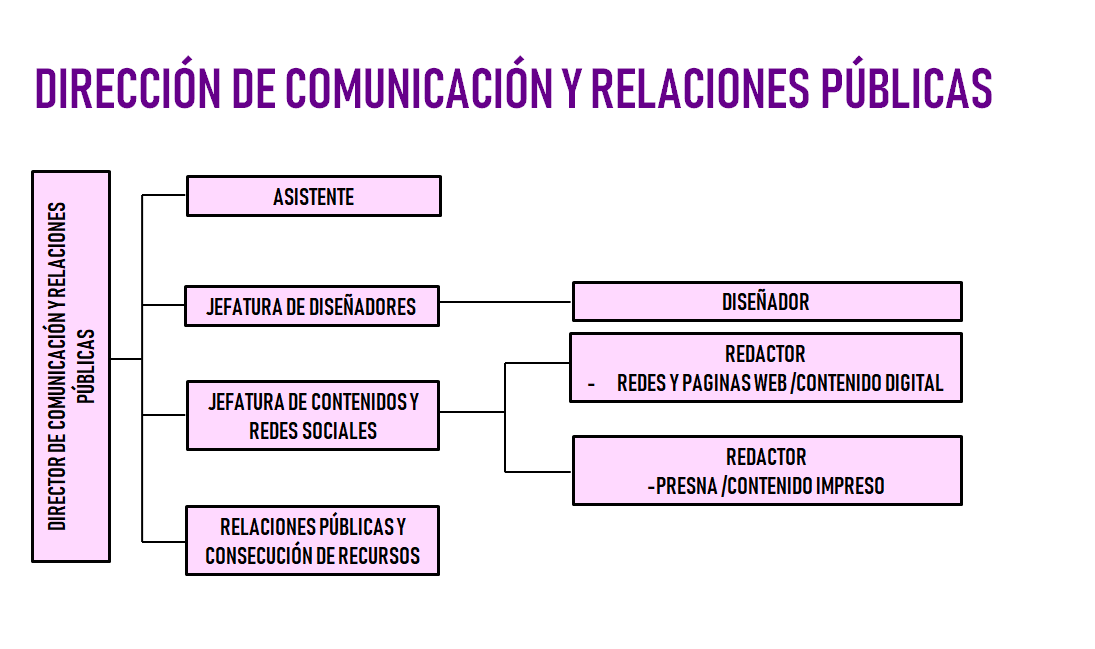 DIRECCIÓN DE COMUNICACIÓN Y RELACIONES PÚBLICAS
DIRECTOR DE COMUNICACIÓN Y RELACIONES
PÚBLICAS
ASISTENTE
JEFATURA DE DISEÑADORES
DISEÑADOR
JEFATURA DE CONTENIDOS Y
REDES SOCIALES
REDACTOR
- REDES Y PAGINAS WEB /CONTENIDO DIGITAL
REDACTOR
-PRESNA /CONTENIDO IMPRESO
RELACIONES PÚBLICAS Y
CONSECUCIÓN DE RECURSOS